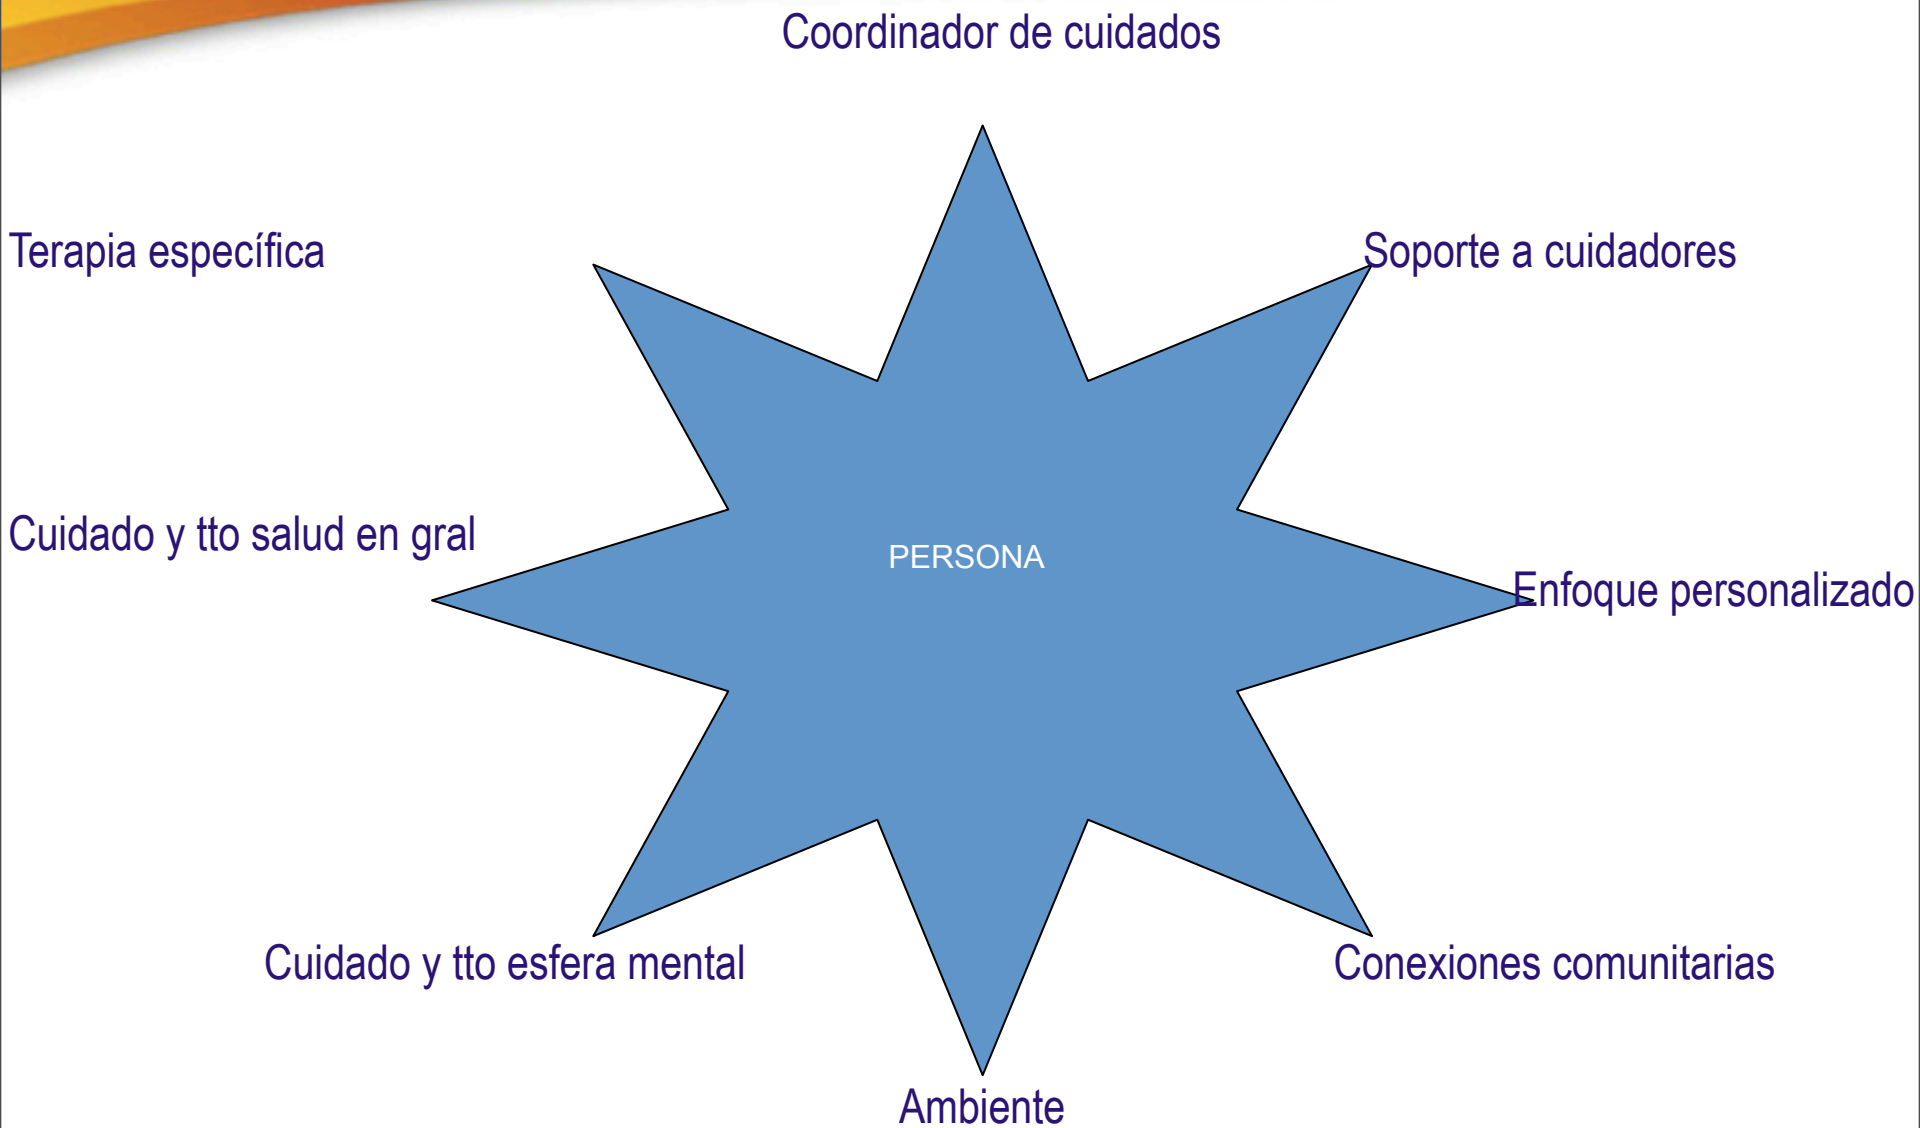 Coordinador de cuidados
Terapia específica
Soporte a cuidadores
Cuidado y tto salud en gral
PERSONA
Enfoque personalizado
Cuidado y tto esfera mental
Conexiones comunitarias
Ambiente